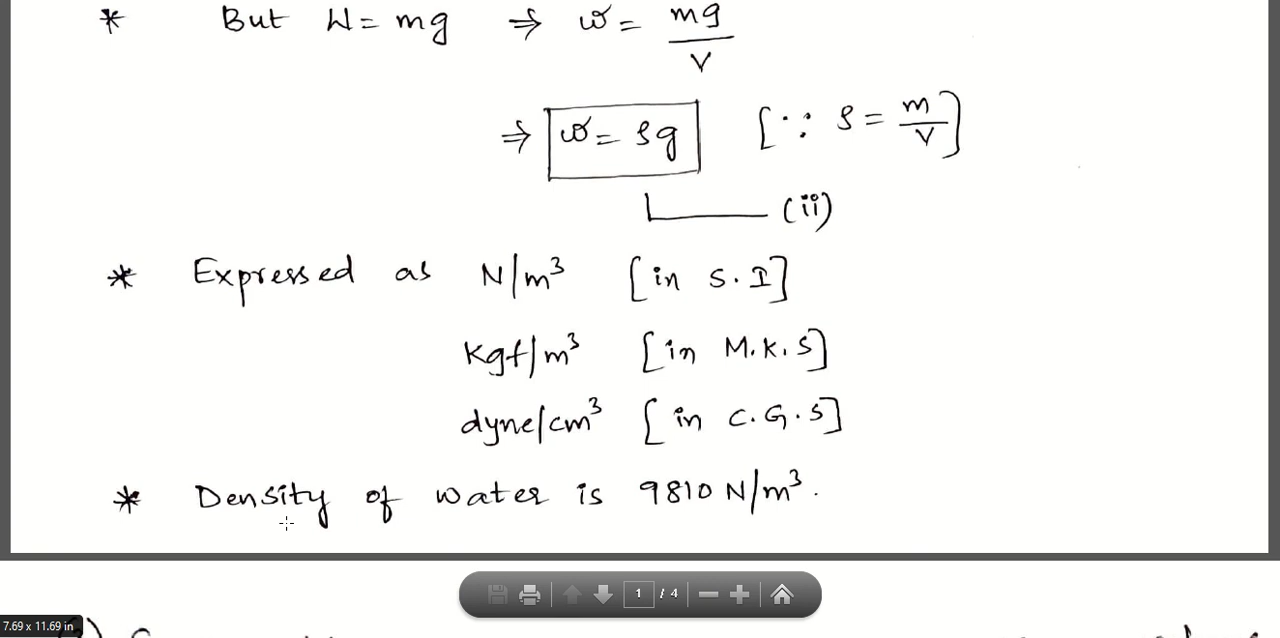 * But W = mg ⇒ w = mg/V
⇒ w = ρg [∵ ρ = m/V]
(ii)
* Expressed as N/m³ [in S.I]
Kgf/m³ [in M.K.S]
dyne/cm³ [in C.G.S]
* Density of water is 9810 N/m³.
1 / 4
7.69 x 11.69 in